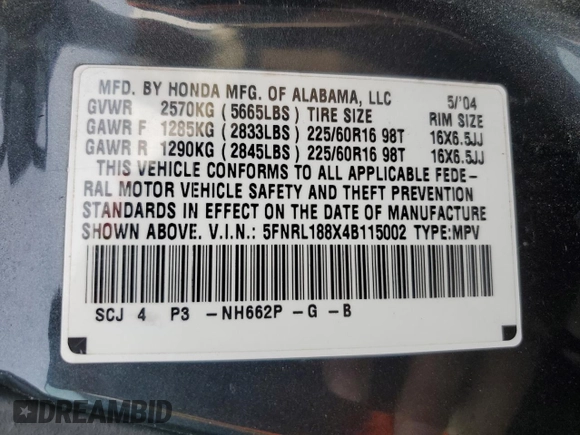 MFD. BY HONDA MFG. OF ALABAMA, LLC 5/'04
GVWR 2570KG (5665LBS) TIRE SIZE RIM SIZE
GAWR F 1285KG (2833LBS) 225/60R16 98T 16X6.5JJ
GAWR R 1290KG (2845LBS) 225/60R16 98T 16X6.5JJ
THIS VEHICLE CONFORMS TO ALL APPLICABLE FEDE-
RAL MOTOR VEHICLE SAFETY AND THEFT PREVENTION
STANDARDS IN EFFECT ON THE DATE OF MANUFACTURE
SHOWN ABOVE. V.I.N.: 5FNRL188X4B115002 TYPE:MPV
SCJ 4 P3 -NH662P -G -B
DREAMBID